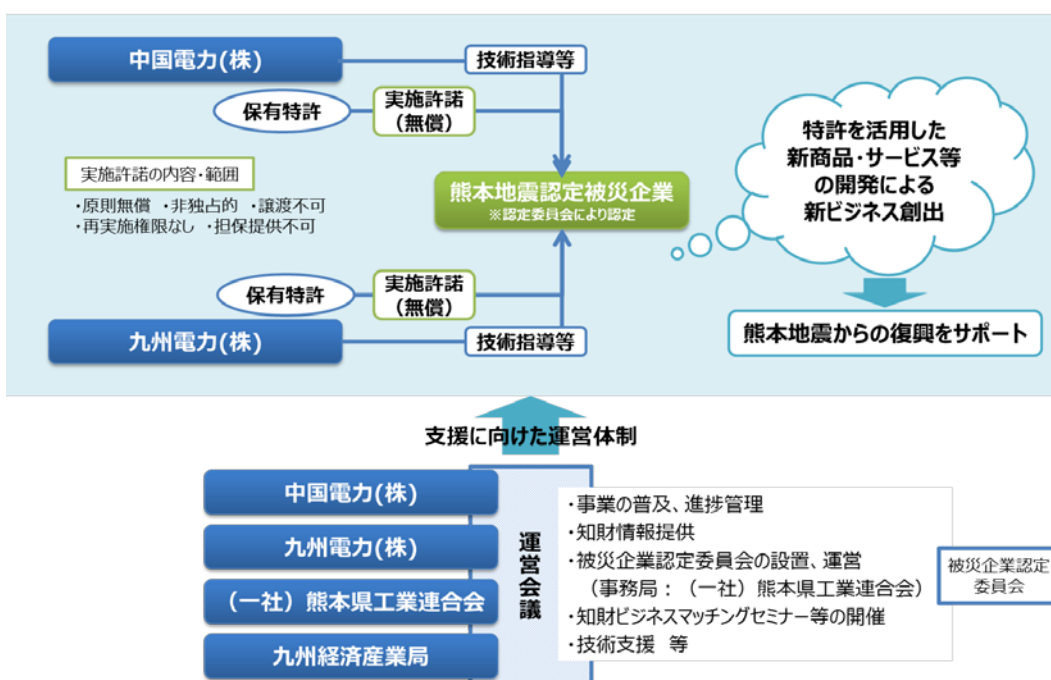 中国電力(株)
技術指導等
保有特許
実施許諾
（無償）
実施許諾の内容・範囲
・原則無償 ・非独占的 ・譲渡不可
・再実施権限なし ・担保提供不可
熊本地震認定被災企業
※認定委員会により認定
保有特許
実施許諾
（無償）
九州電力(株)
技術指導等
特許を活用した
新商品・サービス等
の開発による
新ビジネス創出
熊本地震からの復興をサポート
支援に向けた運営体制
中国電力(株)
九州電力(株)
（一社）熊本県工業連合会
九州経済産業局
運営会議
・事業の普及、進捗管理
・知財情報提供
・被災企業認定委員会の設置、運営
（事務局：（一社）熊本県工業連合会）
・知財ビジネスマッチングセミナー等の開催
・技術支援 等
被災企業認定
委員会